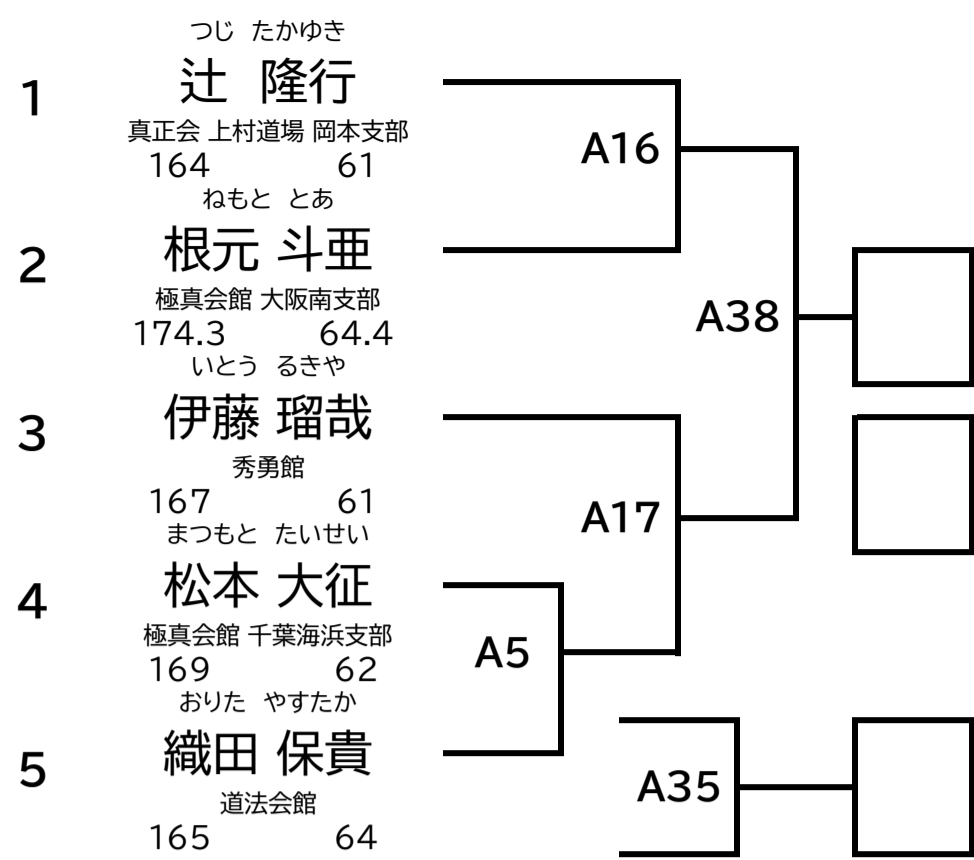 つじ たかゆき
1
辻 隆行
真正会 上村道場 岡本支部
164 61
ねもと とあ
2
根元 斗亜
極真会館 大阪南支部
174.3 64.4
いとう るきや
3
伊藤 瑠哉
秀勇館
167 61
まつもと たいせい
4
松本 大征
極真会館 千葉海浜支部
169 62
おりた やすたか
5
織田 保貴
道法会館
165 64
A16
A38
A17
A5
A35